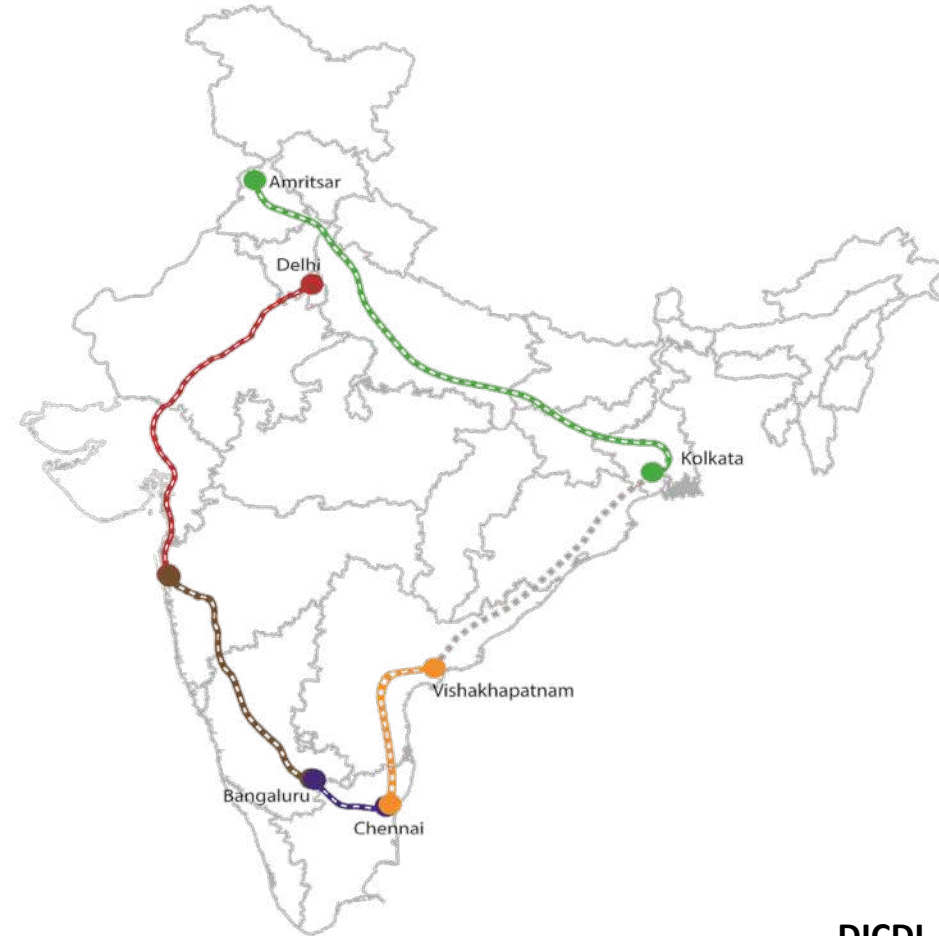 Amritsar
Delhi
Kolkata
Vishakhapatnam
Bangaluru
Chennai